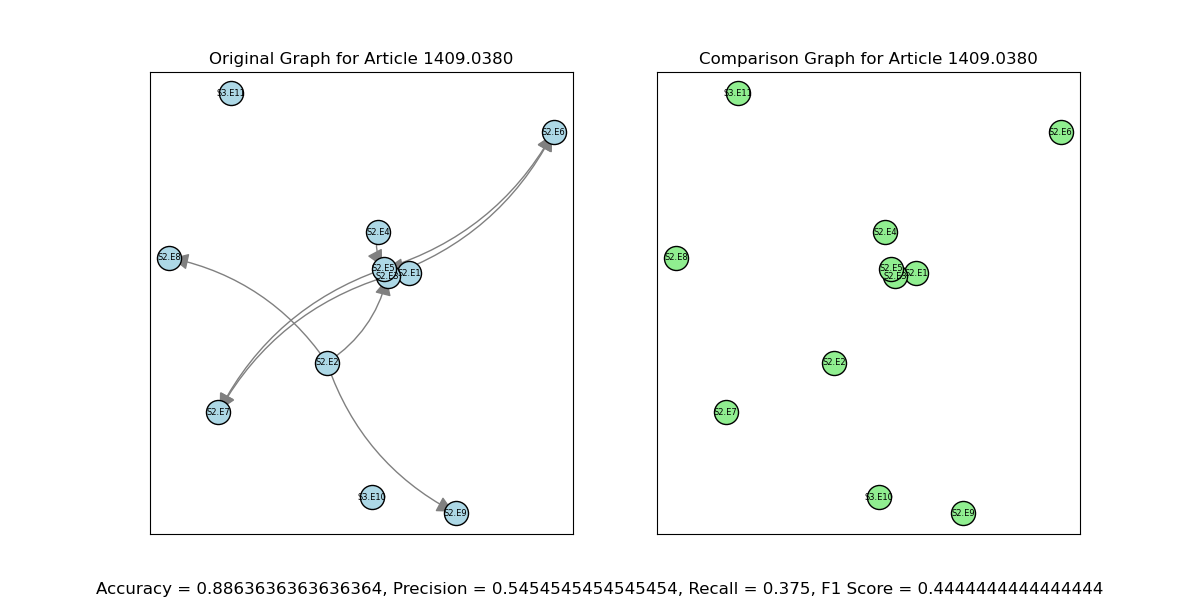 Original Graph for Article 1409.0380
S3.E11
S2.E6
S2.E4
S2.E8
S2.E5
S2.E1
S2.E3
S2.E2
S2.E7
S3.E10
S2.E9
Comparison Graph for Article 1409.0380
S3.E11
S2.E6
S2.E4
S2.E8
S2.E5
S2.E1
S2.E3
S2.E2
S2.E7
S3.E10
S2.E9
Accuracy = 0.8863636363636364, Precision = 0.5454545454545454, Recall = 0.375, F1 Score = 0.4444444444444444